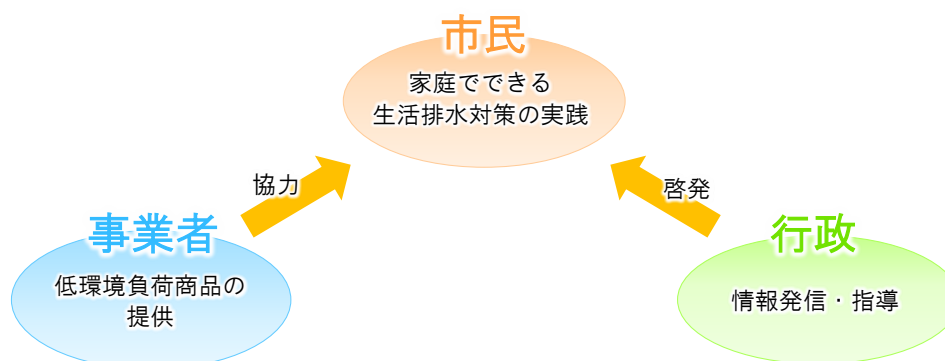 市民
家庭でできる
生活排水対策の実践
協力
啓発
事業者
低環境負荷商品の
提供
行政
情報発信・指導